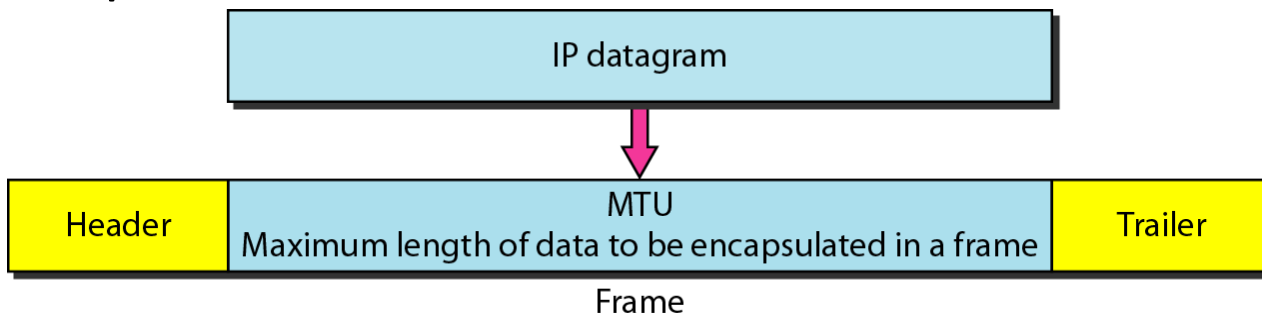 IP datagram
MTU
Header
Maximum length of data to be encapsulated in a frame
Trailer
Frame